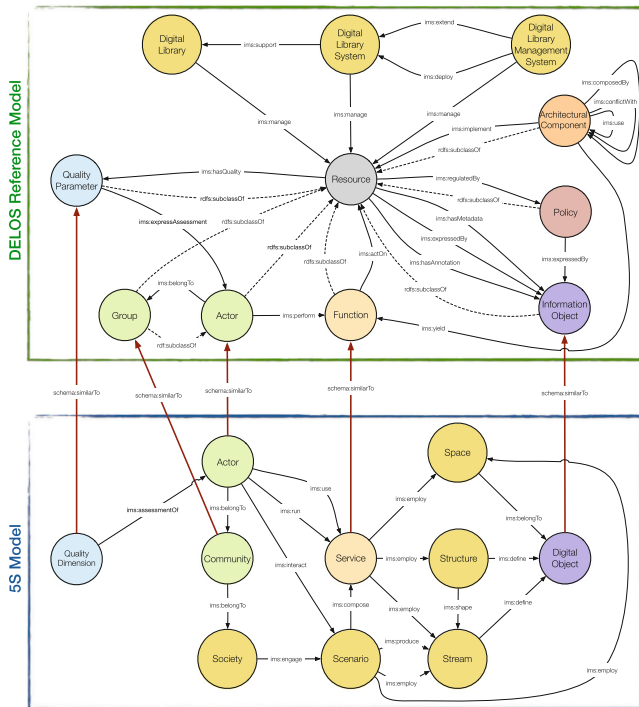 DELOS Reference Model
Digital
Library
ims:support
Digital
Library
System
ims:extend
ims:deploy
Digital
Library
Management
System
ims:manage
ims:manage
ims:manage
ims:composedBy
ims:conflictWith
ims:use
Architectural
Component
ims:implement
rdfs:subclassOf
Quality
Parameter
ims:hasQuality
rdfs:subclassOf
Resource
ims:regulatedBy
rdfs:subclassOf
Policy
ims:expressAssessment
rdfs:subclassOf
rdfs:subclassOf
rdfs:subclassOf
ims:actOn
ims:hasMetadata
ims:expressedBy
ims:hasAnnotation
rdfs:subclassOf
ims:expressedBy
Group
ims:belongTo
rdf:subclassOf
Actor
ims:perform
Function
Information
Object
ims:yield
schema:similarTo
schema:similarTo
schema:similarTo
schema:similarTo
schema:similarTo
5S Model
Actor
Space
ims:use
ims:run
ims:employ
ims:assessmentOf
ims:belongTo
ims:interact
ims:belongTo
Quality
Dimension
Community
Service
ims:employ
Structure
ims:define
Digital
Object
ims:belongTo
ims:compose
ims:employ
ims:shape
ims:define
Society
ims:engage
Scenario
ims:produce
ims:employ
Stream
ims:employ